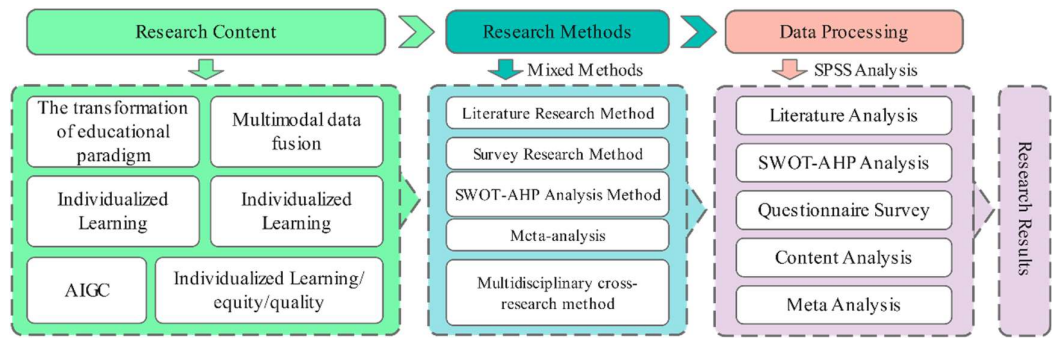 Research Content
Research Methods
Data Processing
Mixed Methods
SPSS Analysis
The transformation
of educational
paradigm
Multimodal data
fusion
Individualized
Learning
Individualized
Learning
AIGC
Individualized Learning/
equity/quality
Literature Research Method
Survey Research Method
SWOT-AHP Analysis Method
Meta-analysis
Multidisciplinary cross-
research method
Literature Analysis
SWOT-AHP Analysis
Questionnaire Survey
Content Analysis
Meta Analysis
Research Results